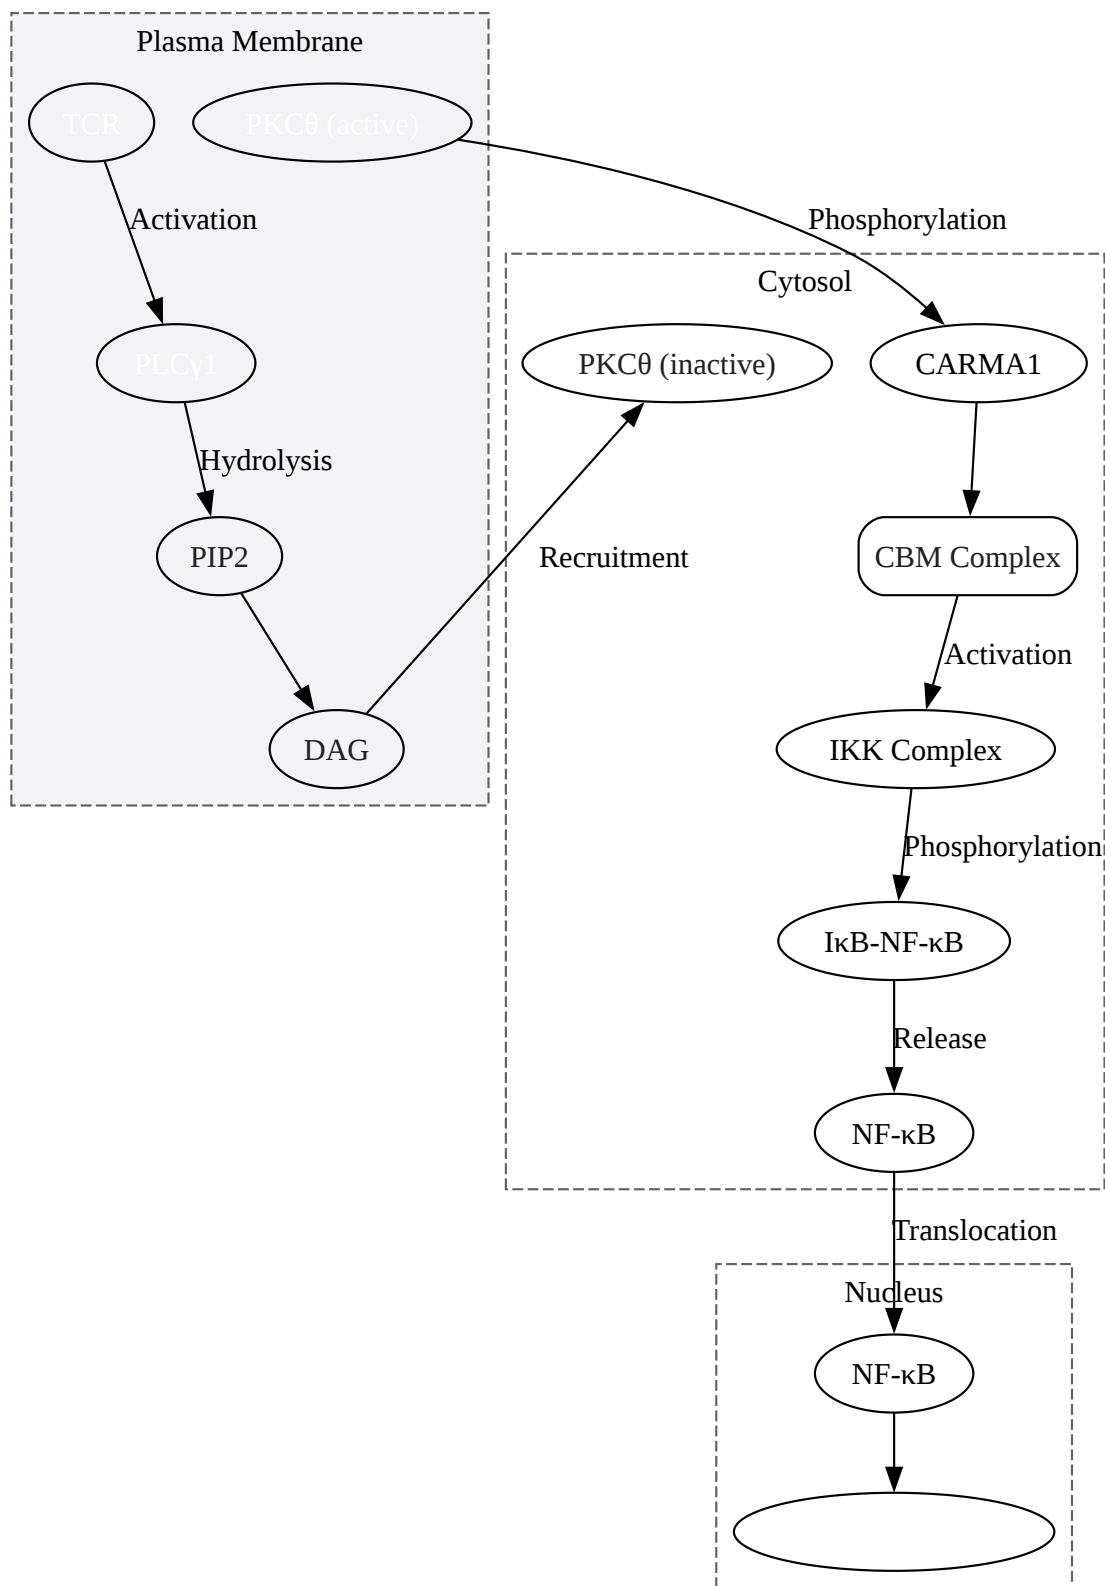 Plasma Membrane
TCR
PKCθ (active)
Activation
Phosphorylation
Cytosol
PLCγ1
PKCθ (inactive)
CARMA1
Hydrolysis
PIP2
Recruitment
CBM Complex
Activation
DAG
IKK Complex
Phosphorylation
IκB-NF-κB
Release
NF-κB
Translocation
Nucleus
NF-κB